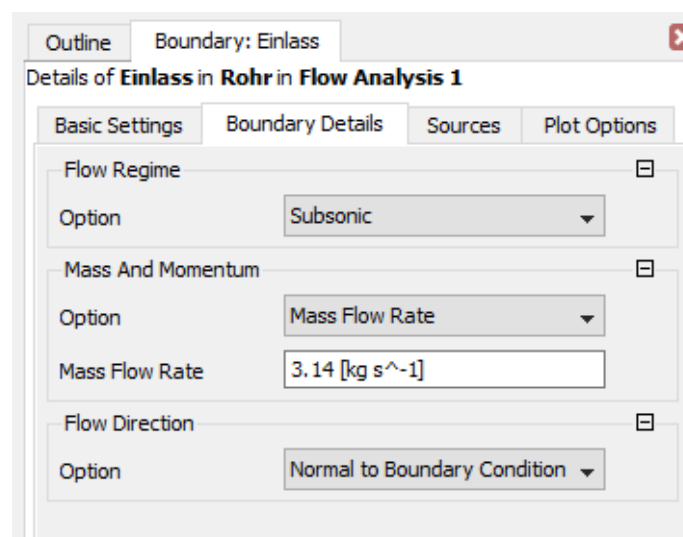 Outline Boundary: Einlass
Details of Einlass in Rohr in Flow Analysis 1
Basic Settings Boundary Details Sources Plot Options
Flow Regime
Option Subsonic
Mass And Momentum
Option Mass Flow Rate
Mass Flow Rate 3.14 [kg s^-1]
Flow Direction
Option Normal to Boundary Condition